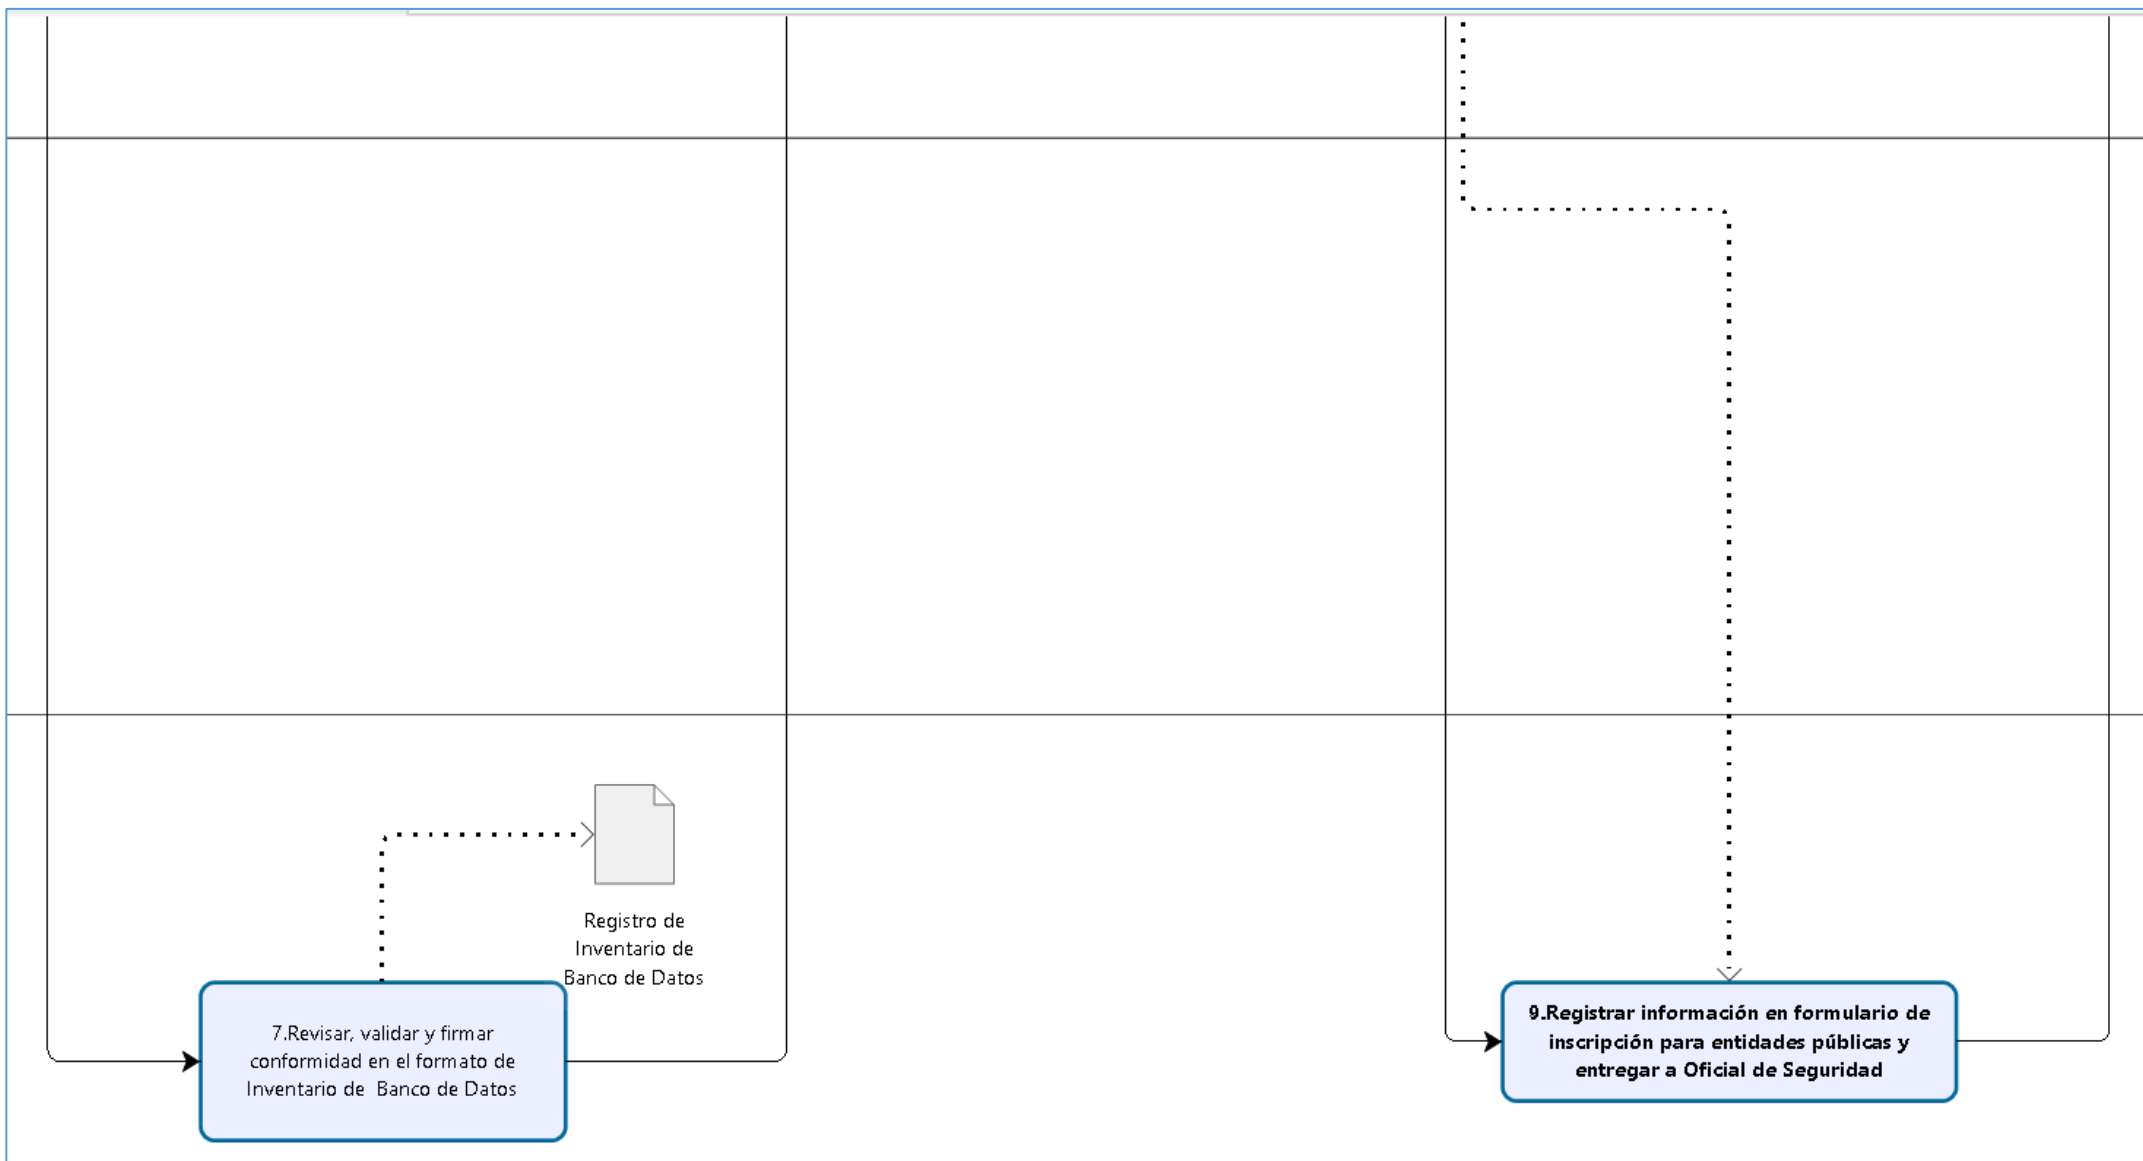 Registro de
Inventario de
Banco de Datos
7.Revisar, validar y firmar
conformidad en el formato de
Inventario de  Banco de Datos
9.Registrar información en formulario de
inscripción para entidades públicas y
entregar a Oficial de Seguridad